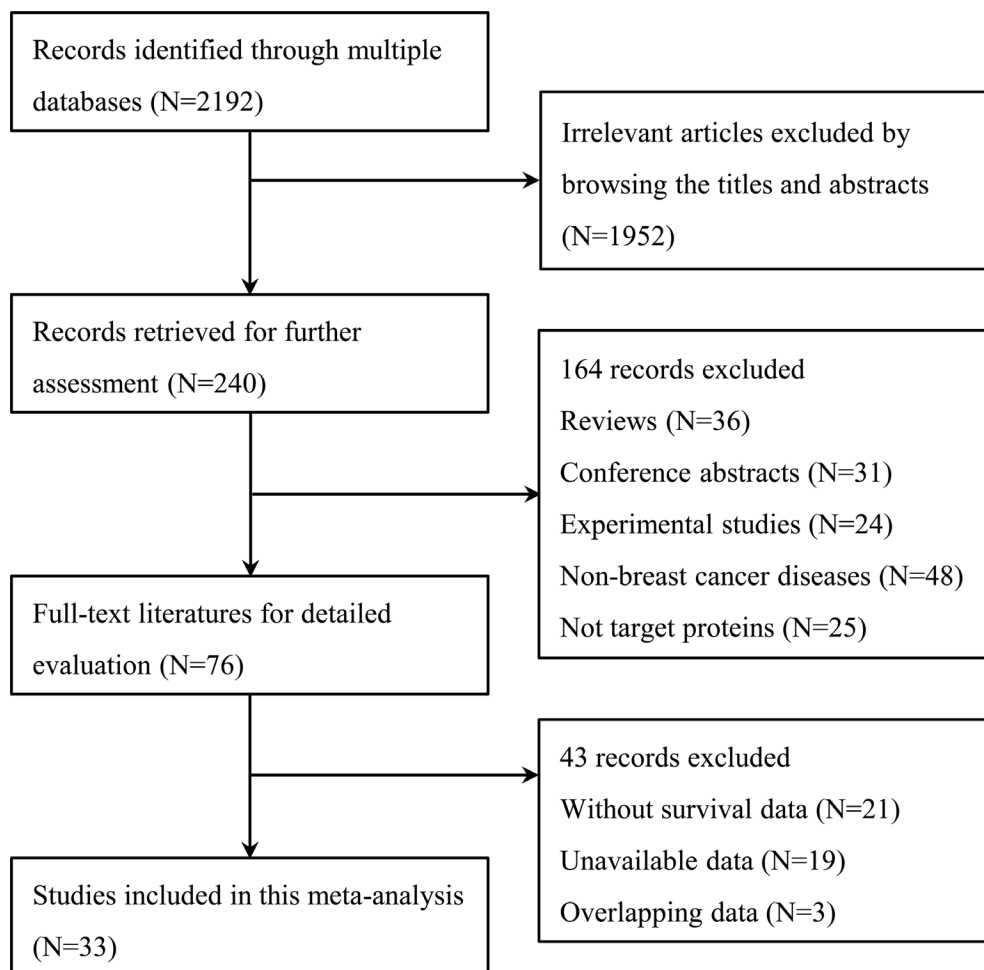 Records identified through multiple
databases (N=2192)
Irrelevant articles excluded by
browsing the titles and abstracts
(N=1952)
Records retrieved for further
assessment (N=240)
164 records excluded
Reviews (N=36)
Conference abstracts (N=31)
Experimental studies (N=24)
Non-breast cancer diseases (N=48)
Not target proteins (N=25)
Full-text literatures for detailed
evaluation (N=76)
43 records excluded
Without survival data (N=21)
Unavailable data (N=19)
Overlapping data (N=3)
Studies included in this meta-analysis
(N=33)